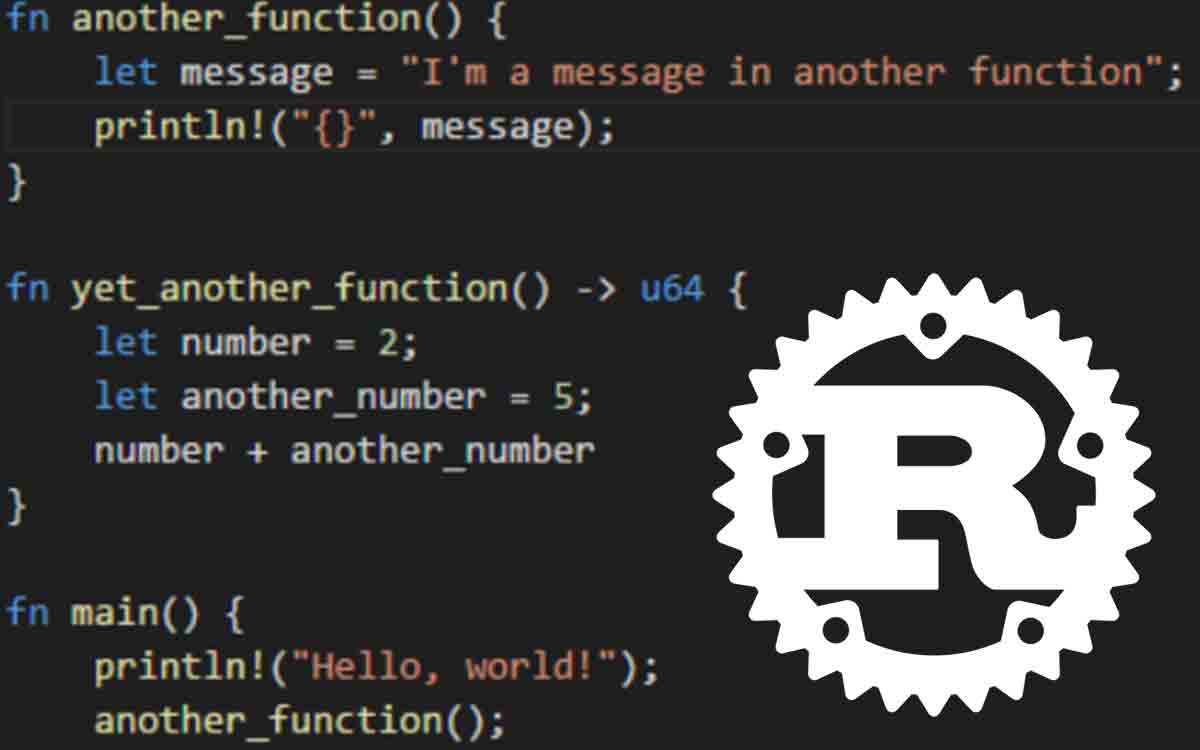 fn another_function() {
    let message = "I'm a message in another function";
    println!("{}", message);
}

fn yet_another_function() -> u64 {
    let number = 2;
    let another_number = 5;
    number + another_number
}

fn main() {
    println!("Hello, world!");
    another_function();
R